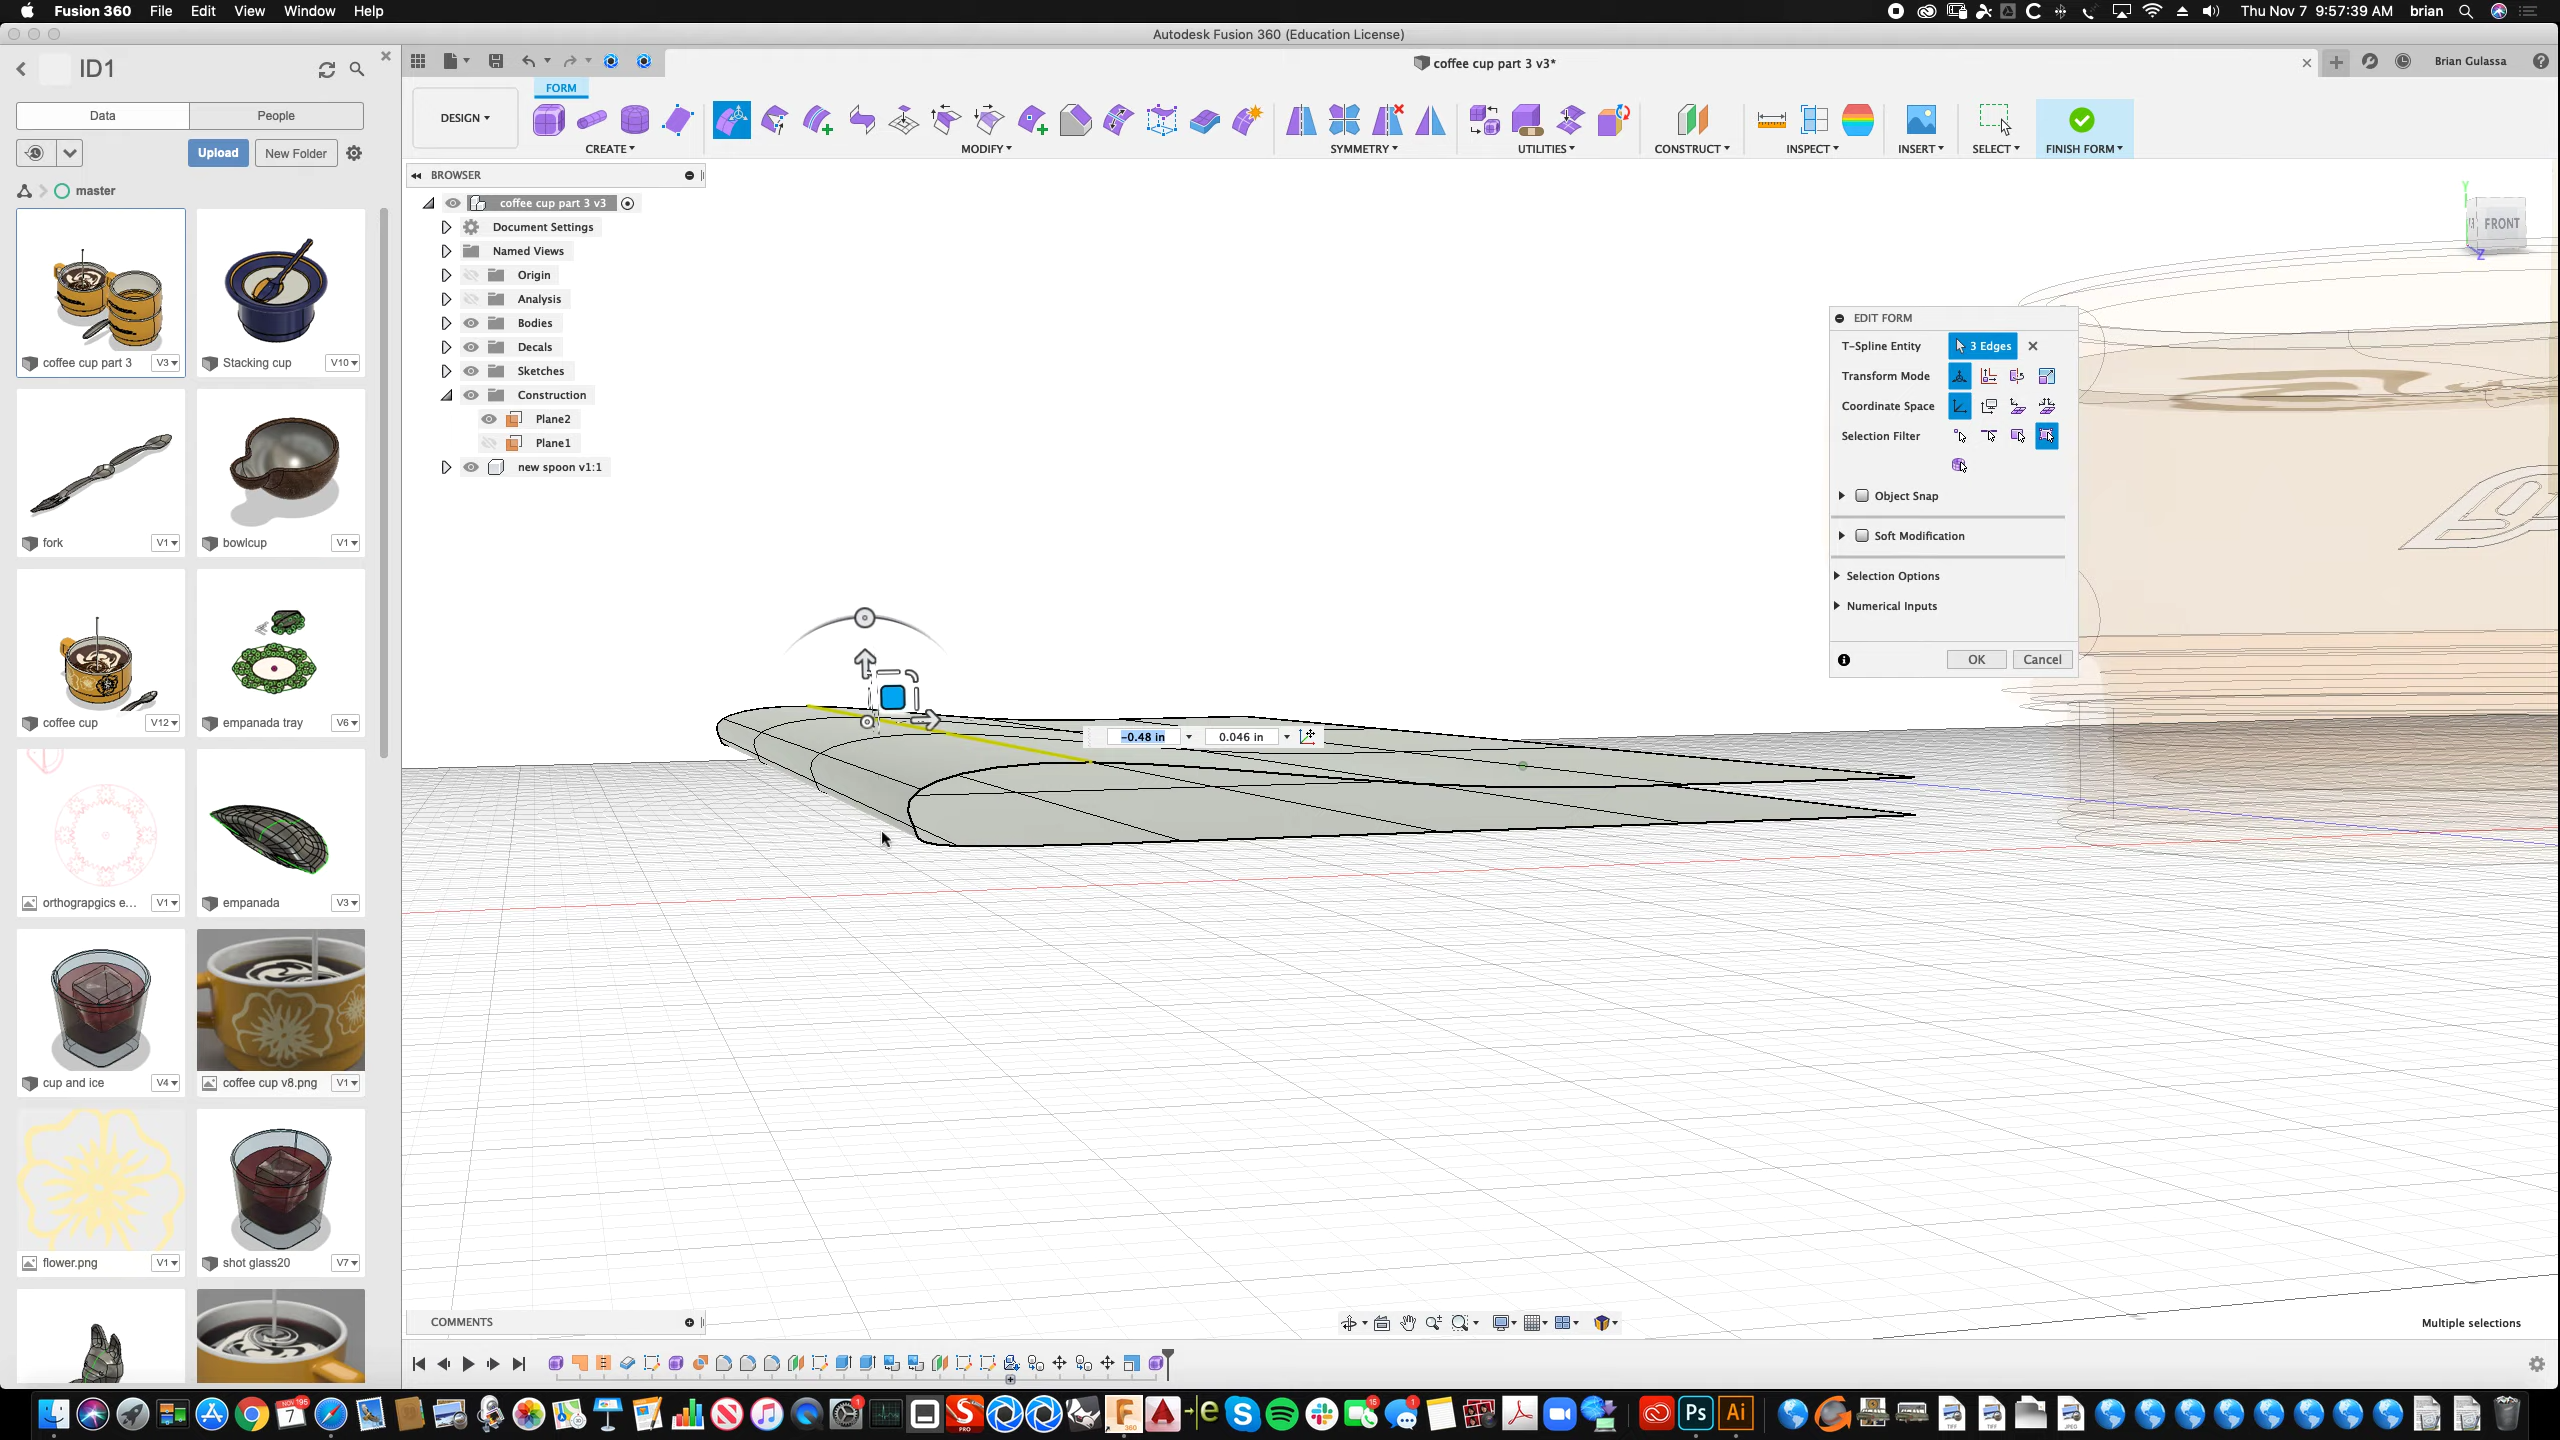 Fusion 360 File Edit View Window Help
Thu Nov 7 9:57:39 AM brian
Autodesk Fusion 360 (Education License)
ID1
coffee cup part 3 v3*
Brian Gulassa
Data People
Upload New Folder
master
coffee cup part 3 V3
Stacking cup V10
fork V1
bowlcup V1
coffee cup V12
empanada tray V6
orthograpgics e... V1
empanada V3
cup and ice V4
coffee cup v8.png V1
flower.png V1
shot glass20 V7
FORM
DESIGN
CREATE
MODIFY
SYMMETRY
UTILITIES
CONSTRUCT
INSPECT
INSERT
SELECT
FINISH FORM
BROWSER
coffee cup part 3 v3
Document Settings
Named Views
Origin
Analysis
Bodies
Decals
Sketches
Construction
Plane2
Plane1
new spoon v1:1
Y
FRONT
Z
EDIT FORM
T-Spline Entity 3 Edges
Transform Mode
Coordinate Space
Selection Filter
Object Snap
Soft Modification
Selection Options
Numerical Inputs
OK Cancel
-0.48 in 0.046 in
COMMENTS
Multiple selections